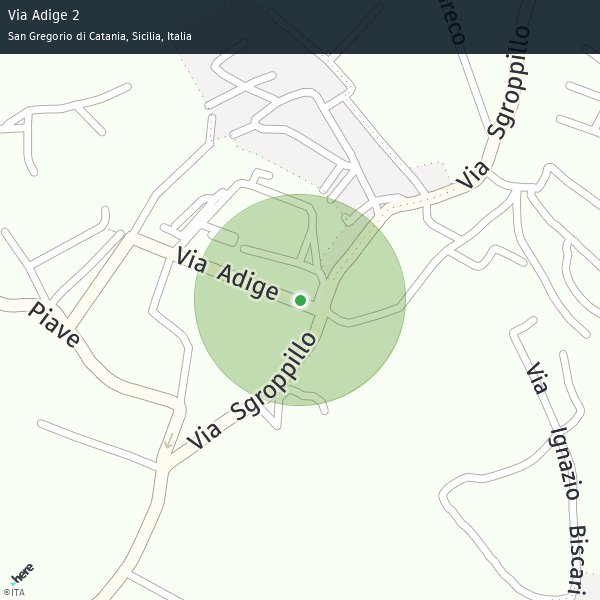 Via Adige 2
San Gregorio di Catania, Sicilia, Italia
Greco
Via Sgroppillo
Via Adige
Piave
Via Sgroppillo
Via Ignazio Biscari
here
©ITA